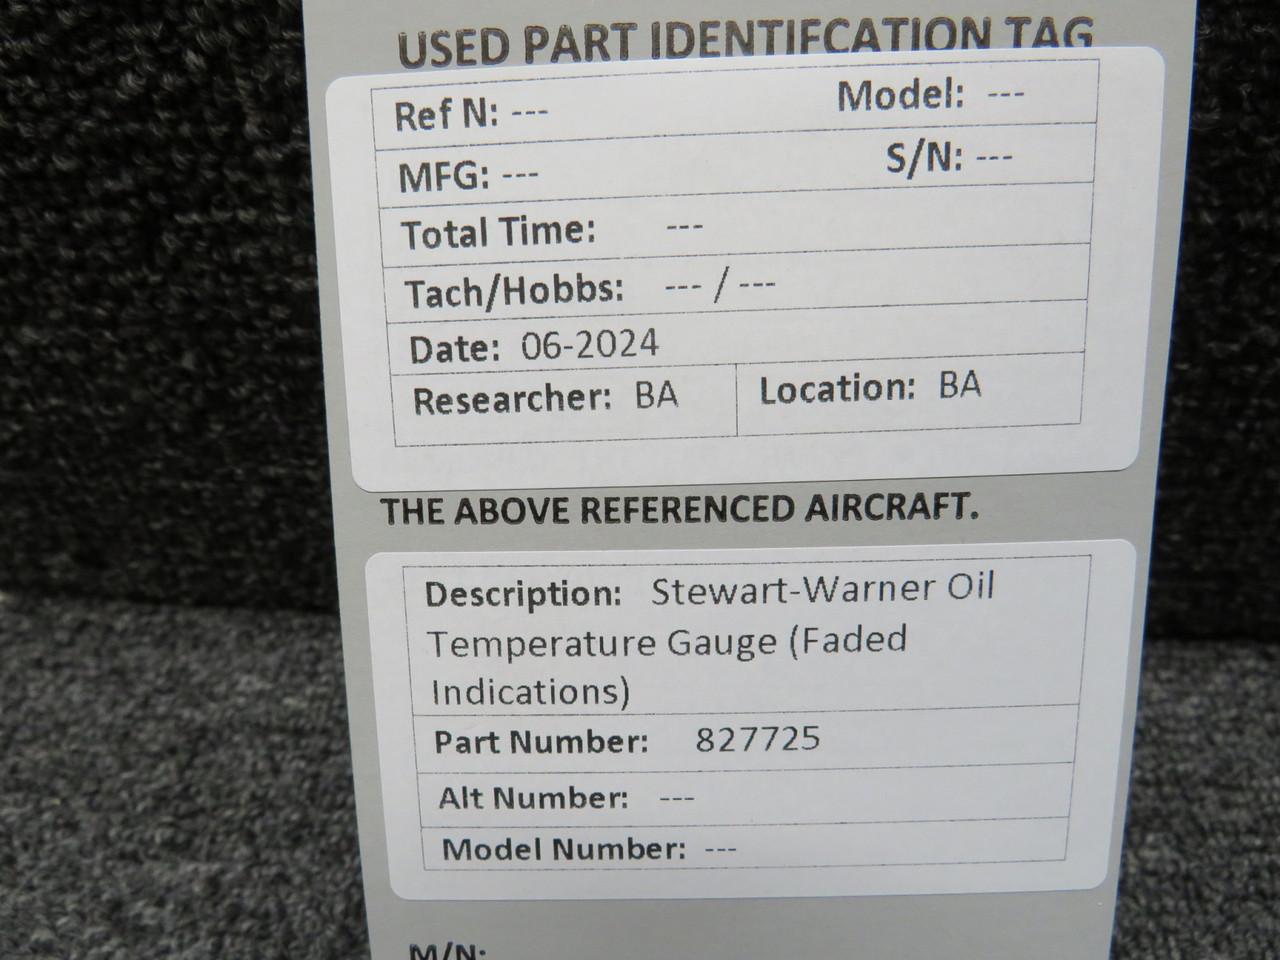 USED PART IDENTIFCATION TAG
Ref N: --- Model: ---
MFG: --- S/N: ---
Total Time: ---
Tach/Hobbs: --- / ---
Date: 06-2024
Researcher: BA Location: BA
THE ABOVE REFERENCED AIRCRAFT.
Description: Stewart-Warner Oil
Temperature Gauge (Faded
Indications)
Part Number: 827725
Alt Number: ---
Model Number: ---
M/N: